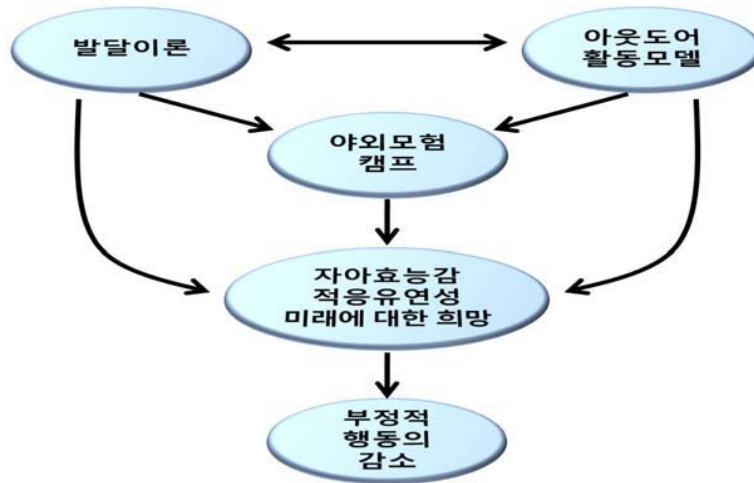 발달이론
아웃도어
활동모델
야외모험
캠프
자아효능감
적응유연성
미래에 대한 희망
부정적
행동의
감소